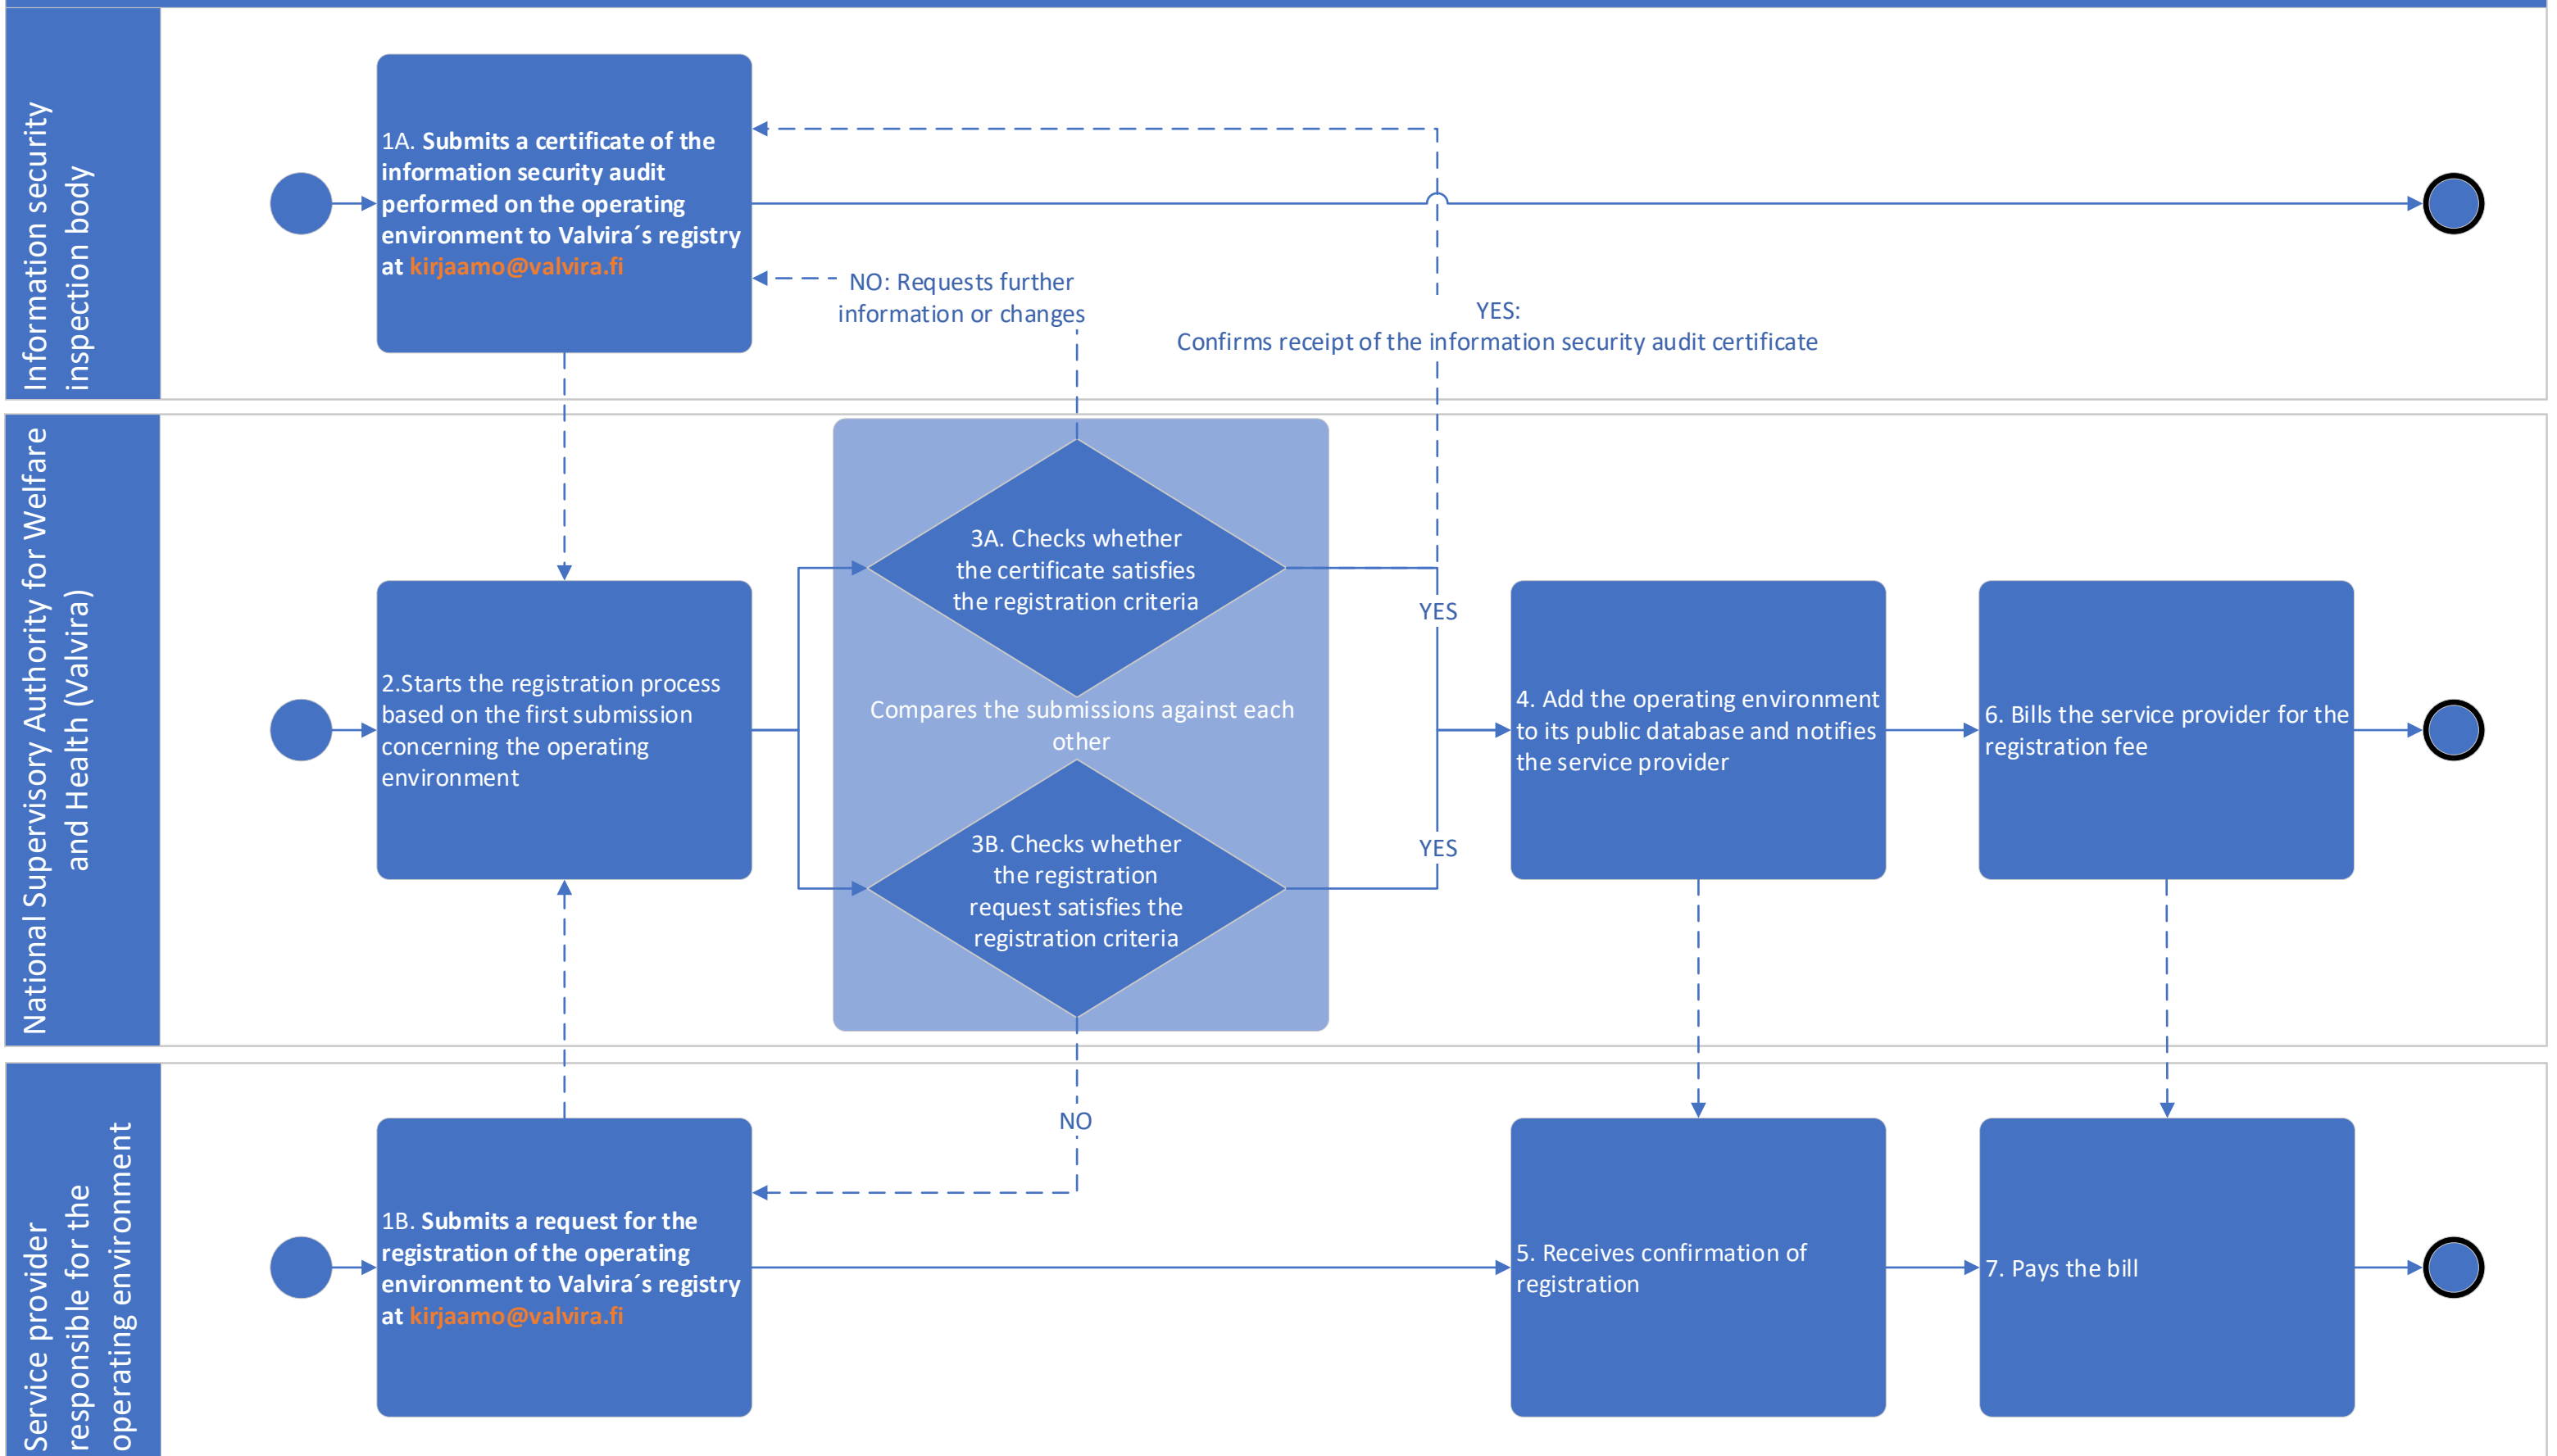 Information security
inspection body
1A. Submits a certificate of the
information security audit
performed on the operating
environment to Valvira´s registry
at kirjaamo@valvira.fi
NO: Requests further
information or changes
YES:
Confirms receipt of the information security audit certificate
National Supervisory Authority for Welfare
and Health (Valvira)
2.Starts the registration process
based on the first submission
concerning the operating
environment
3A. Checks whether
the certificate satisfies
the registration criteria
Compares the submissions against each
other
3B. Checks whether
the registration
request satisfies the
registration criteria
YES
YES
4. Add the operating environment
to its public database and notifies
the service provider
6. Bills the service provider for the
registration fee
Service provider
responsible for the
operating environment
NO
1B. Submits a request for the
registration of the operating
environment to Valvira´s registry
at kirjaamo@valvira.fi
5. Receives confirmation of
registration
7. Pays the bill